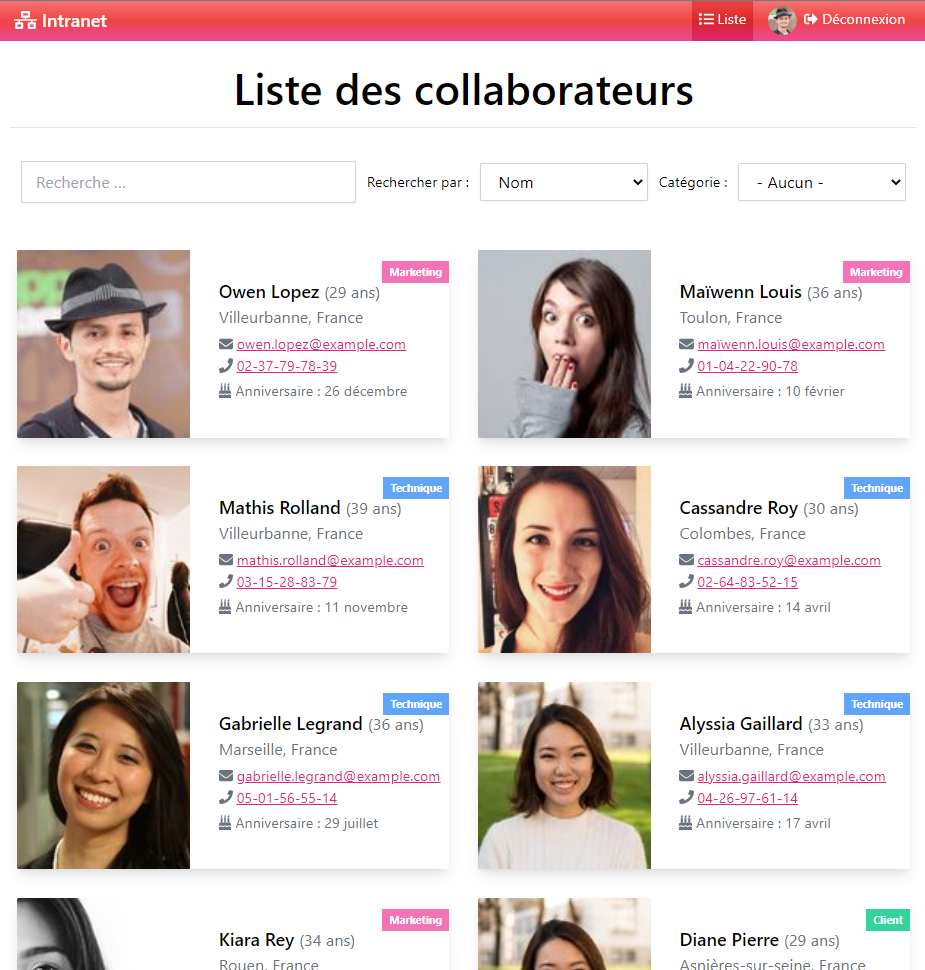 Intranet
Liste
Déconnexion
Liste des collaborateurs
Recherche ...
Rechercher par :
Nom
Catégorie :
- Aucun -
Marketing
Owen Lopez (29 ans)
Villeurbanne, France
owen.lopez@example.com
02-37-79-78-39
Anniversaire : 26 décembre
Marketing
Maïwenn Louis (36 ans)
Toulon, France
maïwenn.louis@example.com
01-04-22-90-78
Anniversaire : 10 février
Technique
Mathis Rolland (39 ans)
Villeurbanne, France
mathis.rolland@example.com
03-15-28-83-79
Anniversaire : 11 novembre
Technique
Cassandre Roy (30 ans)
Colombes, France
cassandre.roy@example.com
02-64-83-52-15
Anniversaire : 14 avril
Technique
Gabrielle Legrand (36 ans)
Marseille, France
gabrielle.legrand@example.com
05-01-56-55-14
Anniversaire : 29 juillet
Technique
Alyssia Gaillard (33 ans)
Villeurbanne, France
alyssia.gaillard@example.com
04-26-97-61-14
Anniversaire : 17 avril
Marketing
Kiara Rey (34 ans)
Rouen, France
Client
Diane Pierre (29 ans)
Asnières-sur-seine, France